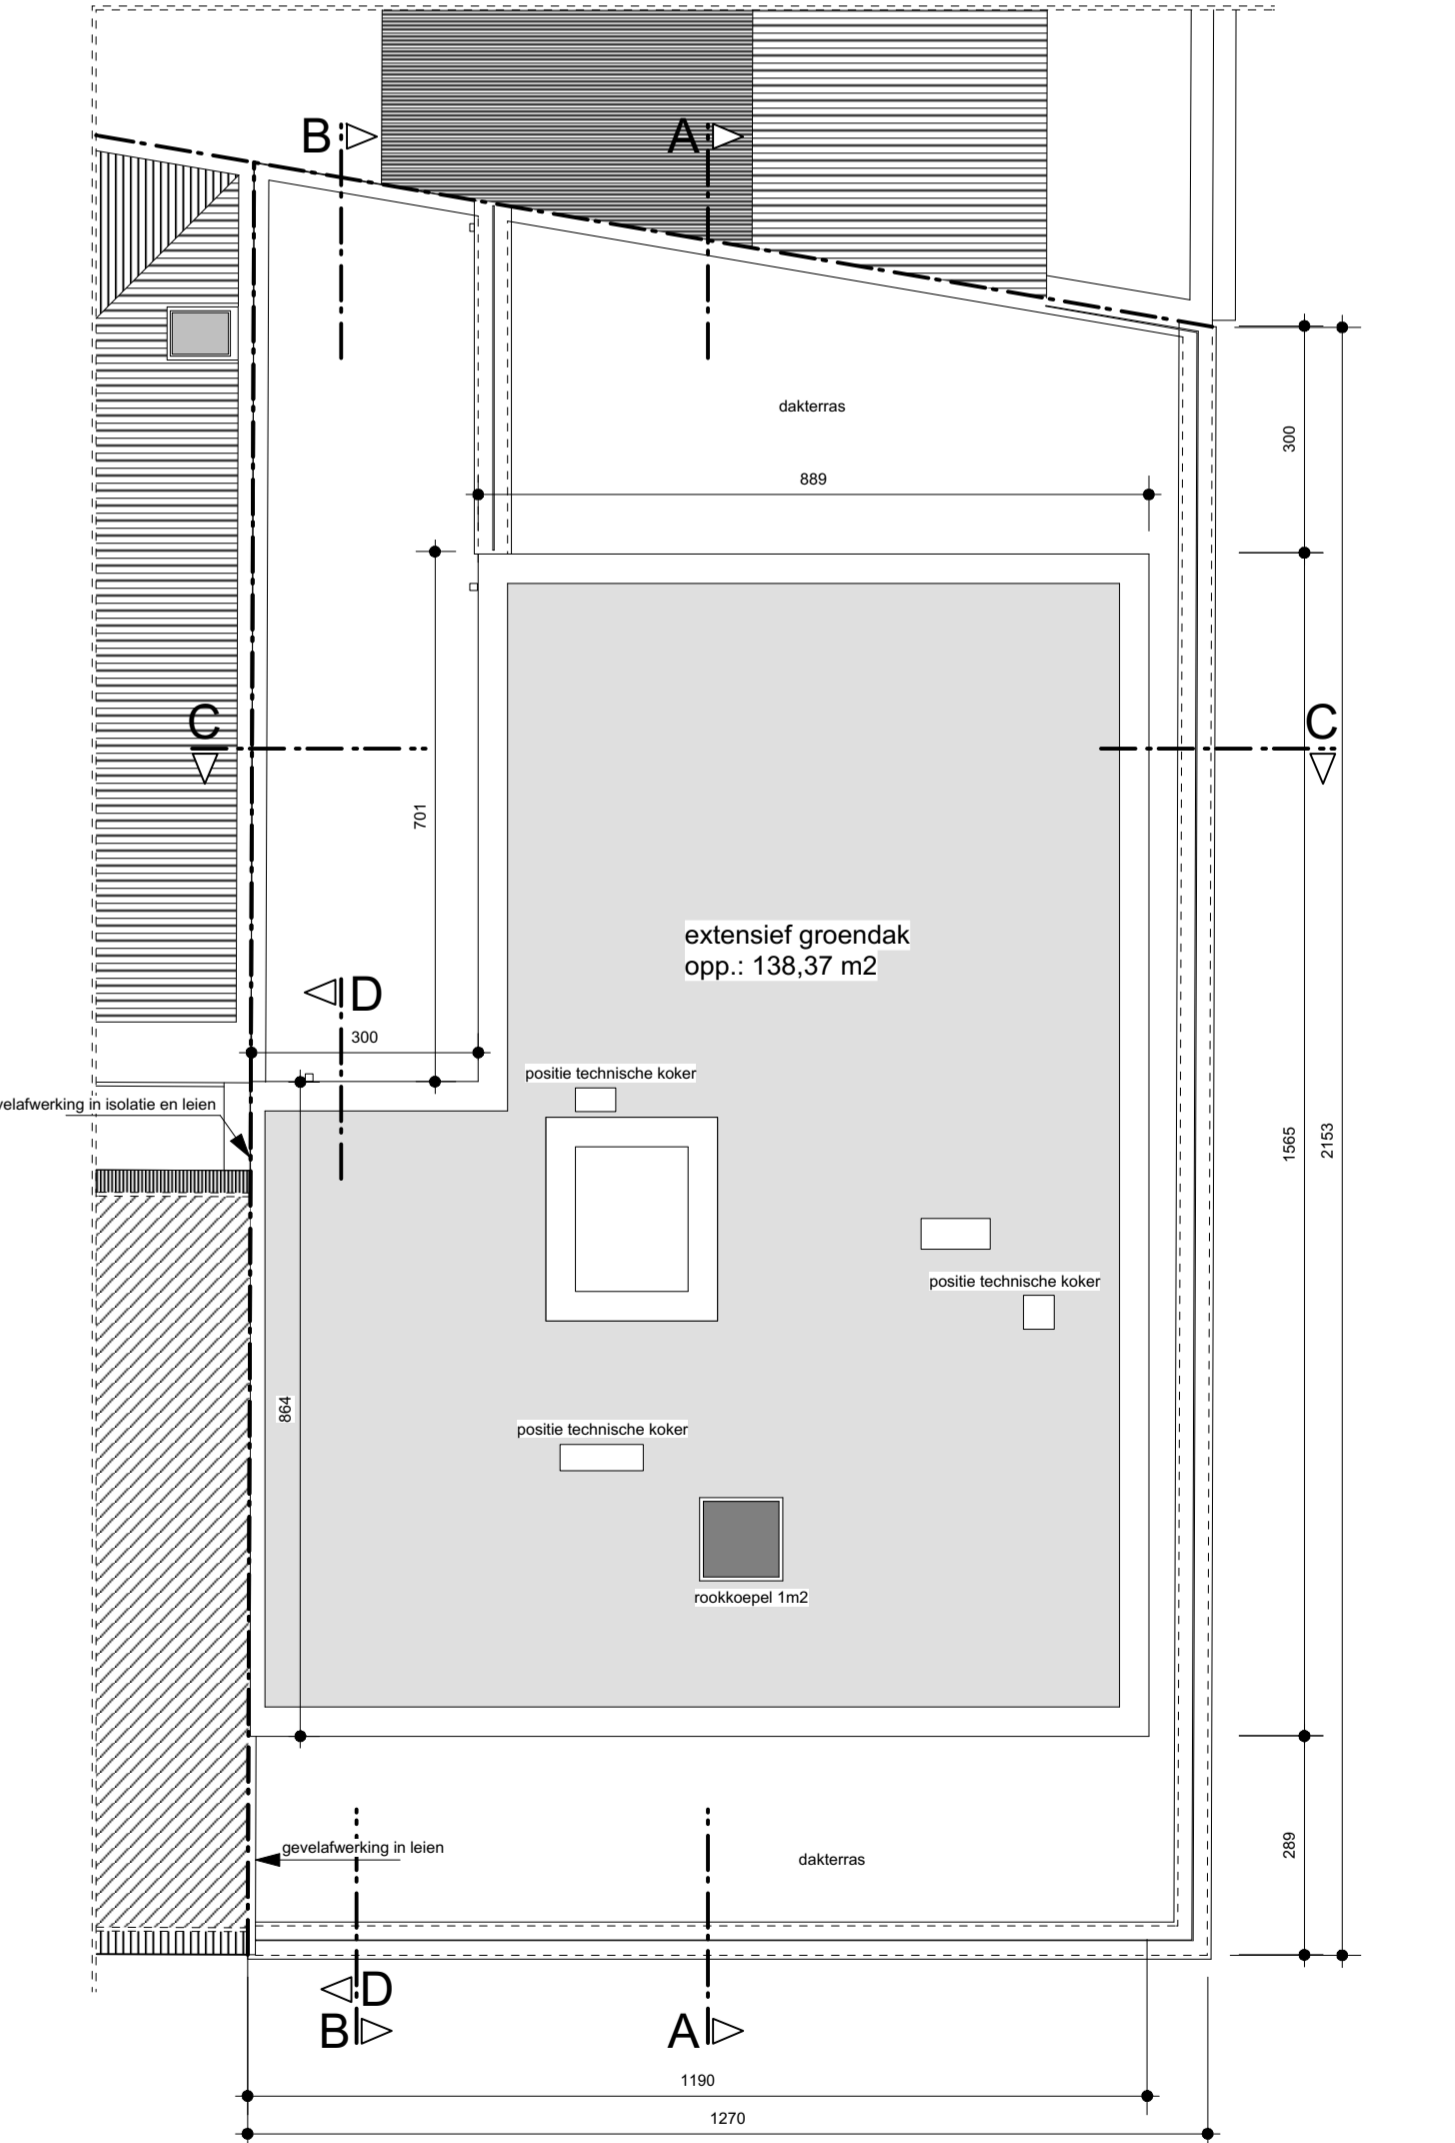 B
A
dakterras
300
889
C
C
701
extensief groendak
opp.: 138,37 m2
D
300
positie technische koker
velafwerking in isolatie en leien
1565
2153
positie technische koker
864
positie technische koker
rookkoepel 1m2
gevelafwerking in leien
dakterras
289
D
B
A
1190
1270